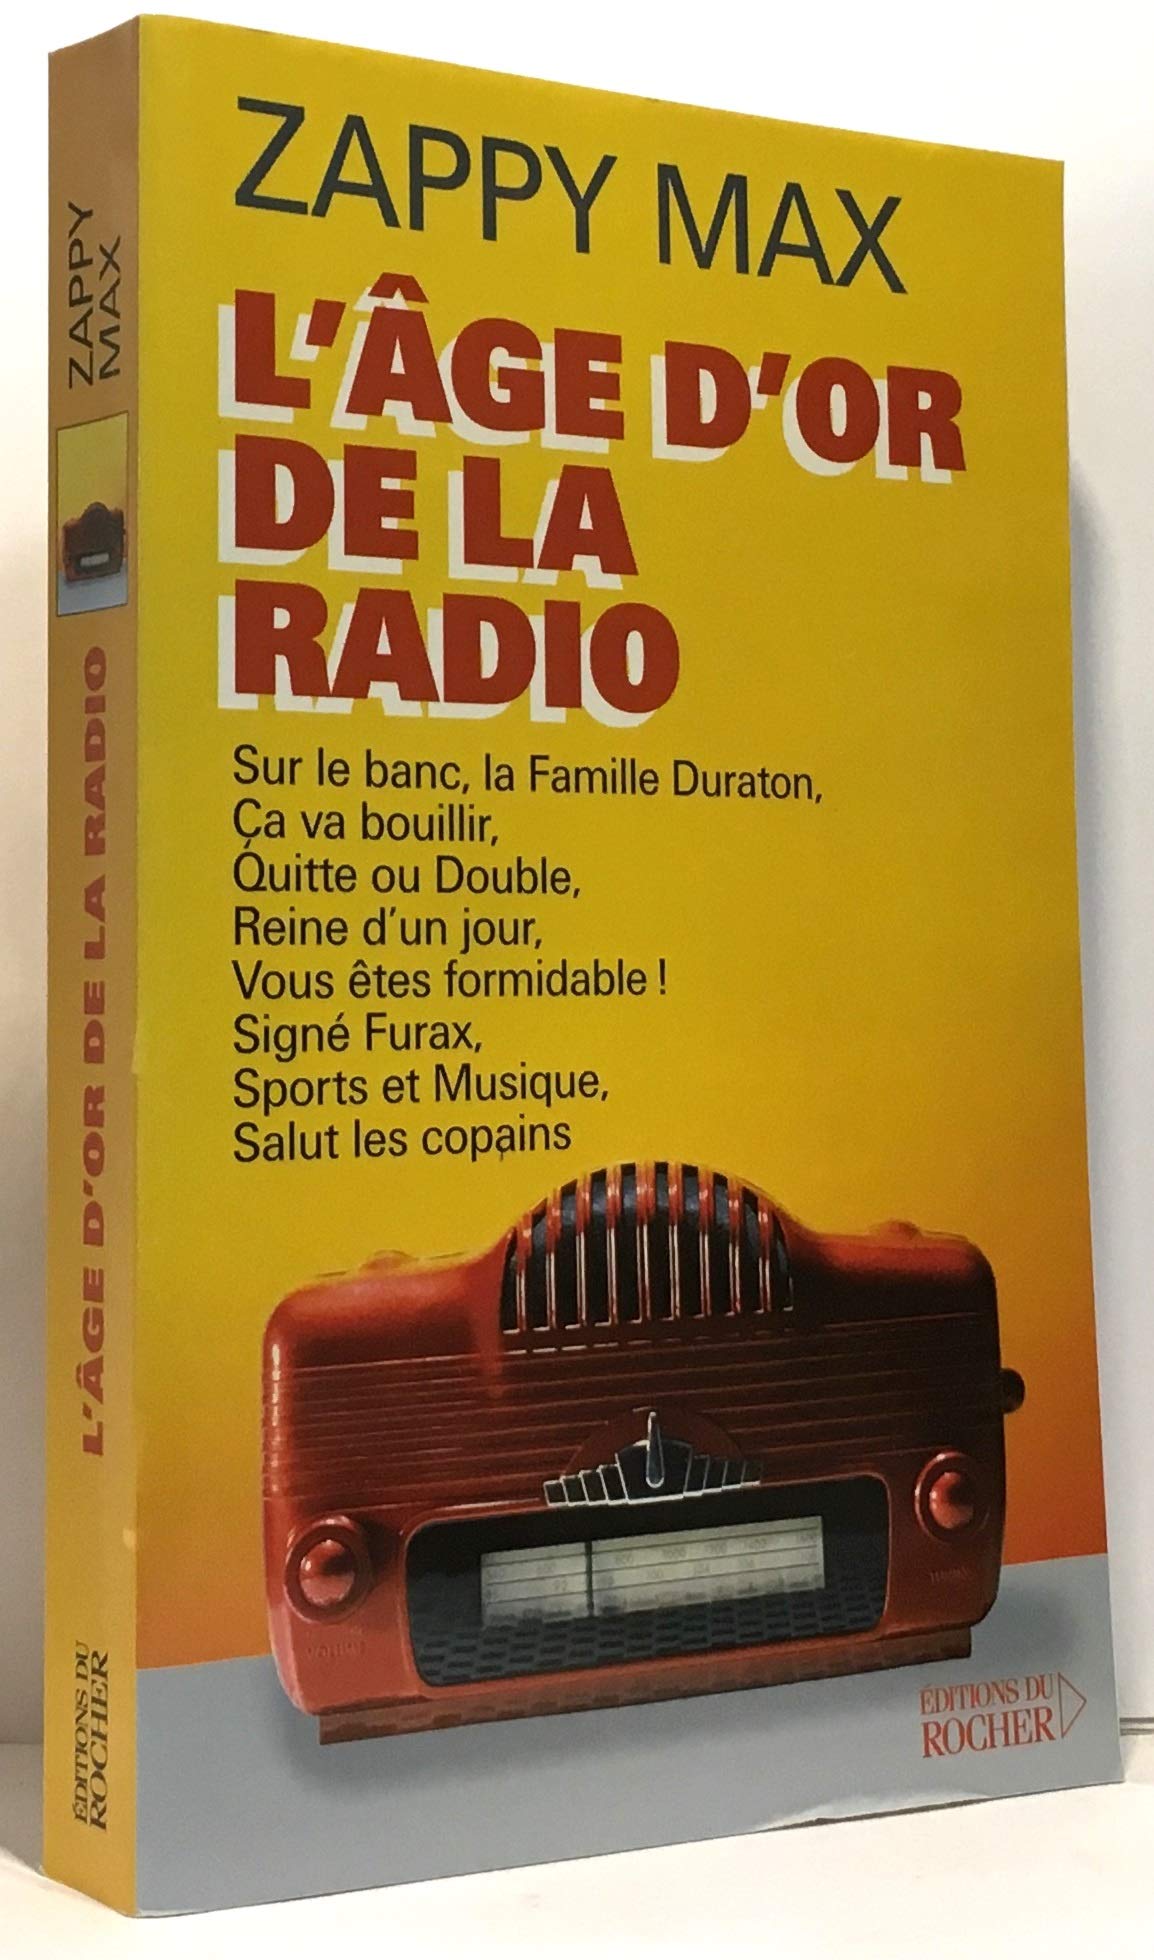 ZAPPY MAX
L'ÂGE D'OR
DE LA
RADIO
Sur le banc, la Famille Duraton,
Ça va bouillir,
Quitte ou Double,
Reine d'un jour,
Vous êtes formidable !
Signé Furax,
Sports et Musique,
Salut les copains
ÉDITIONS DU
ROCHER
ZAPPY
MAX
L'ÂGE D'OR DE LA RADIO
ÉDITIONS DU
ROCHER